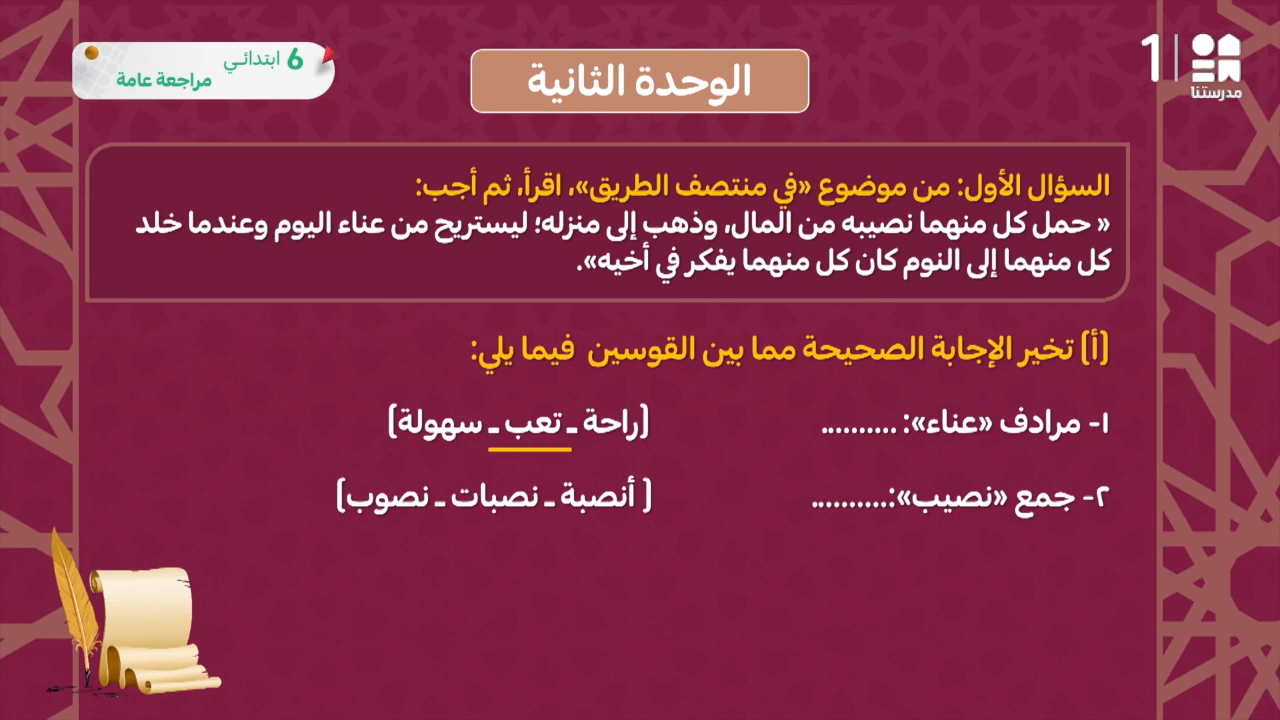 مدرستنا 1
6 ابتدائي
مراجعة عامة
الوحدة الثانية
السؤال الأول: من موضوع «في منتصف الطريق»، اقرأ، ثم أجب:
« حمل كل منهما نصيبه من المال، وذهب إلى منزله؛ ليستريح من عناء اليوم وعندما خلد
كل منهما إلى النوم كان كل منهما يفكر في أخيه».
(أ) تخير الإجابة الصحيحة مما بين القوسين فيما يلي:
١- مرادف «عناء»: .......... (راحة ـ تعب ـ سهولة)
٢- جمع «نصيب»:.......... ( أنصبة ـ نصبات ـ نصوب)